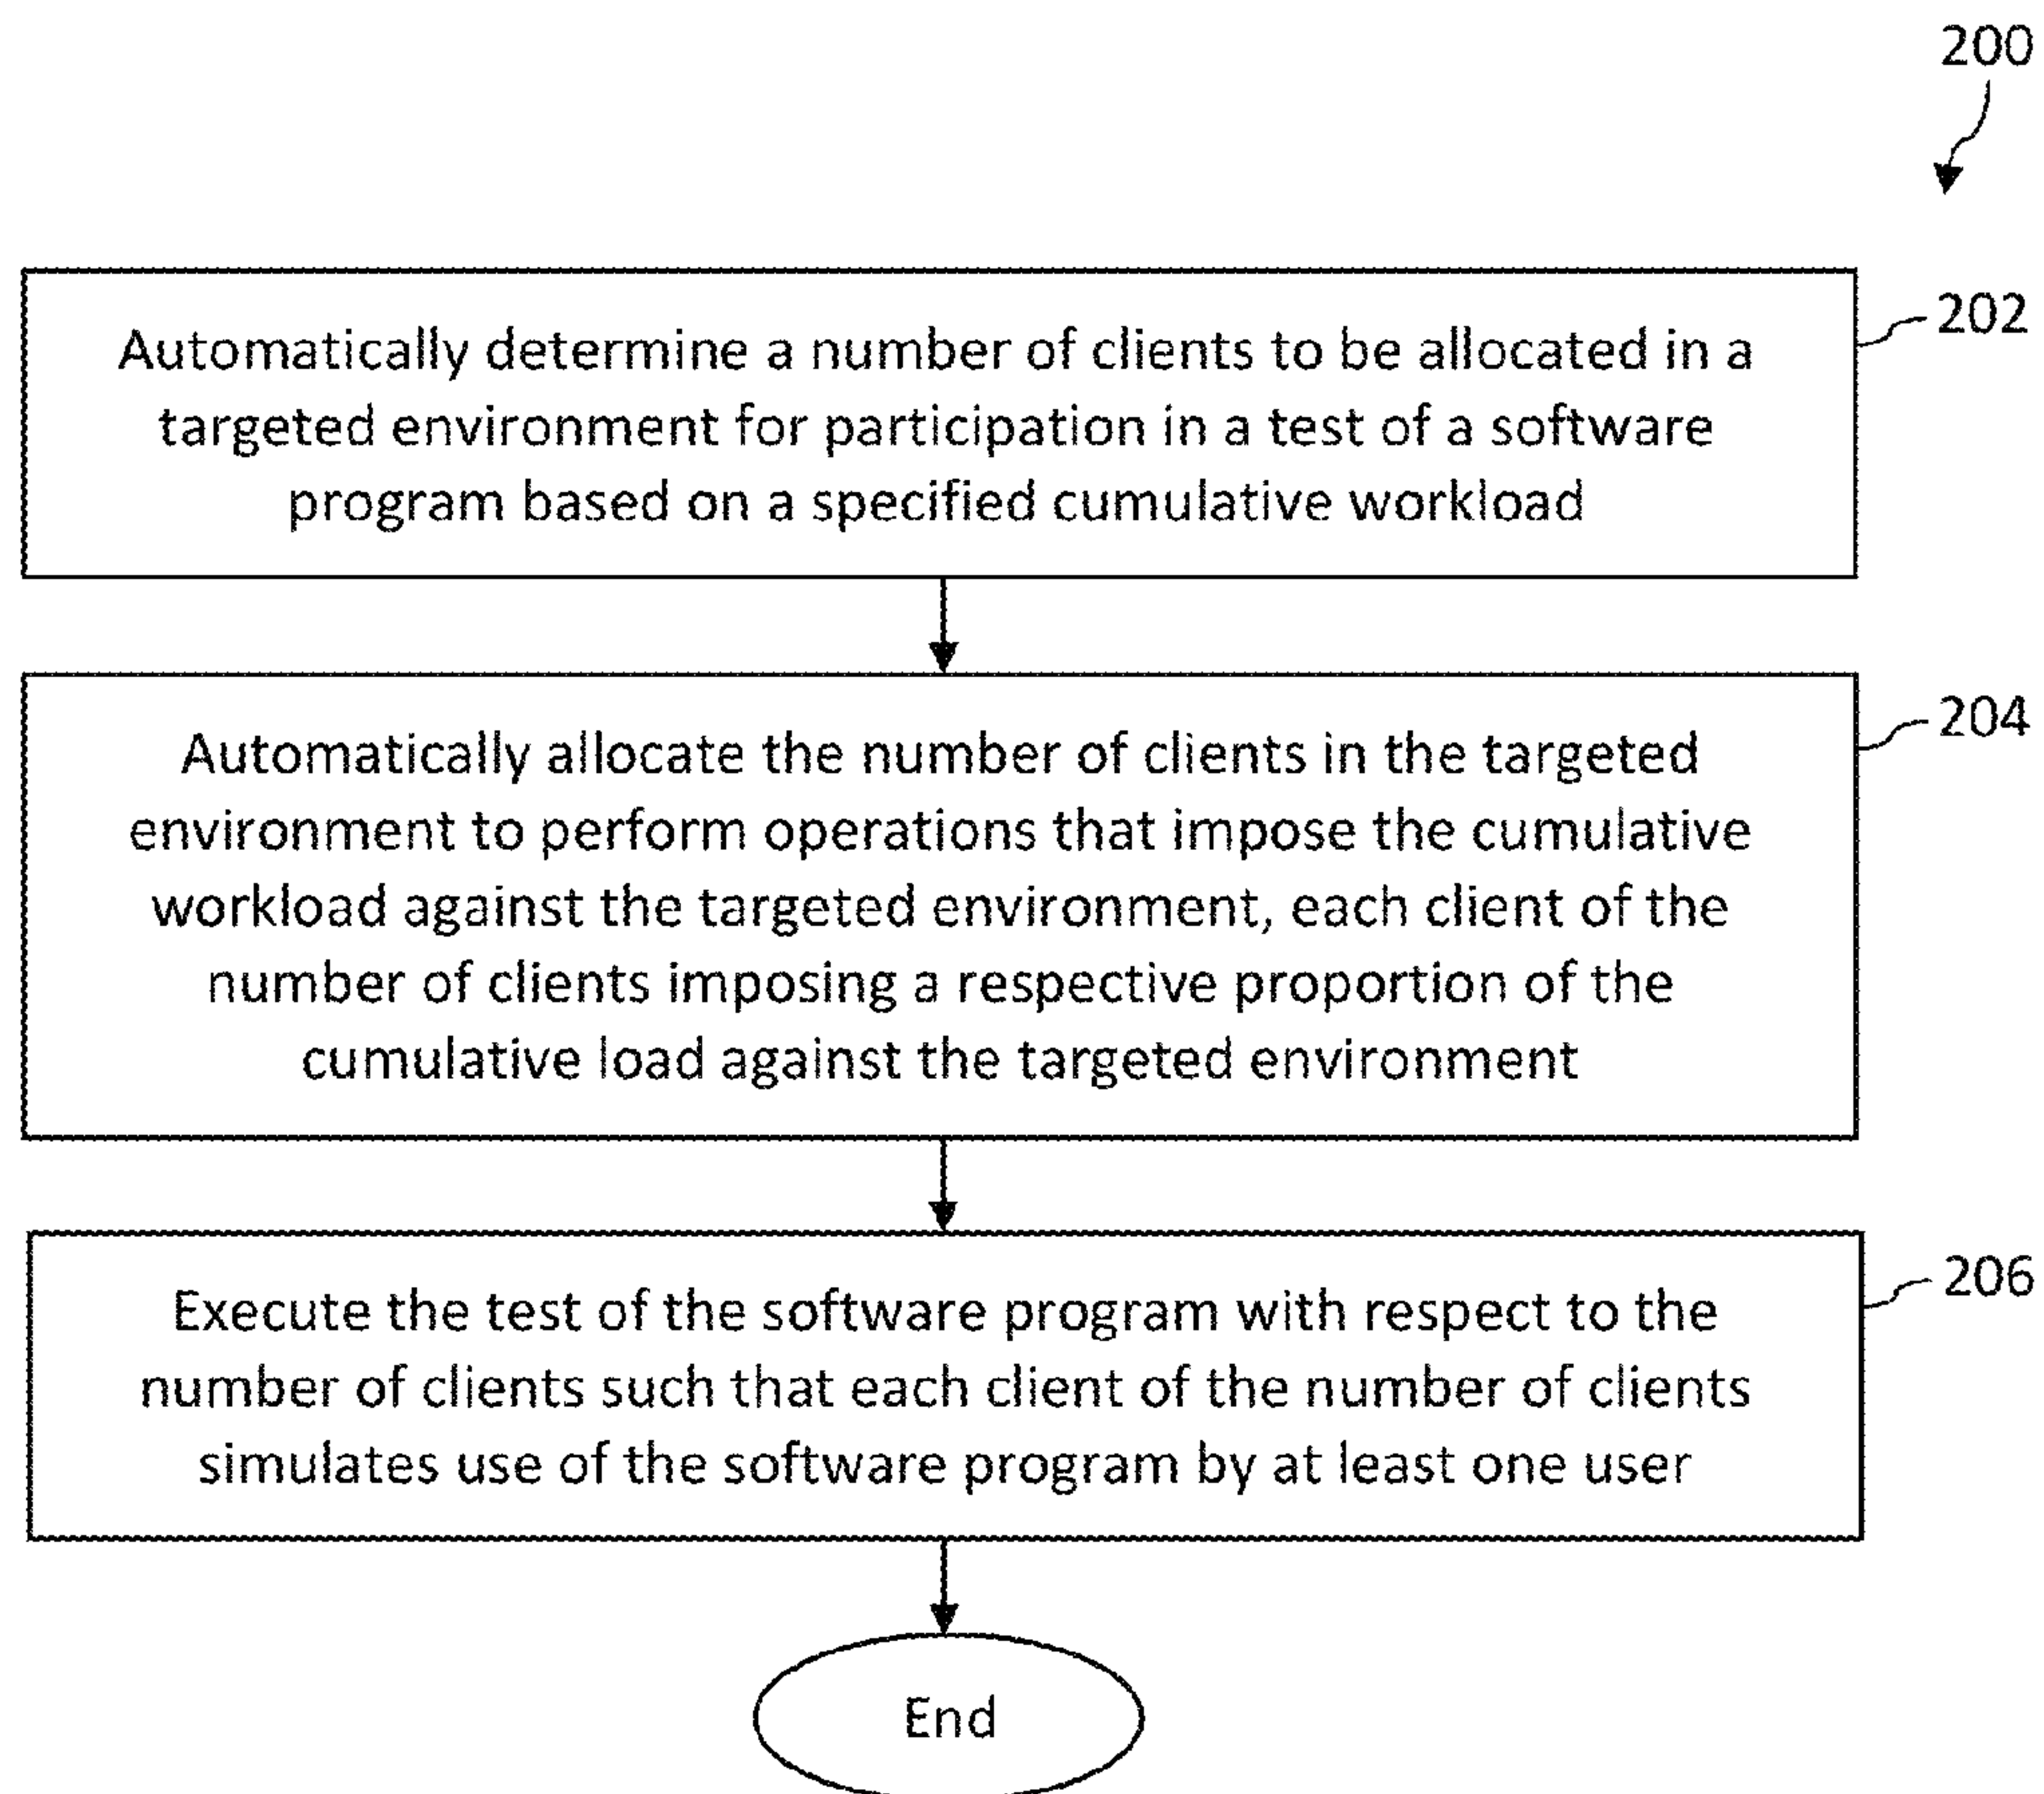 200
Automatically determine a number of clients to be allocated in a
targeted environment for participation in a test of a software
program based on a specified cumulative workload
202
Automatically allocate the number of clients in the targeted
environment to perform operations that impose the cumulative
workload against the targeted environment, each client of the
number of clients imposing a respective proportion of the
cumulative load against the targeted environment
204
Execute the test of the software program with respect to the
number of clients such that each client of the number of clients
simulates use of the software program by at least one user
206
End